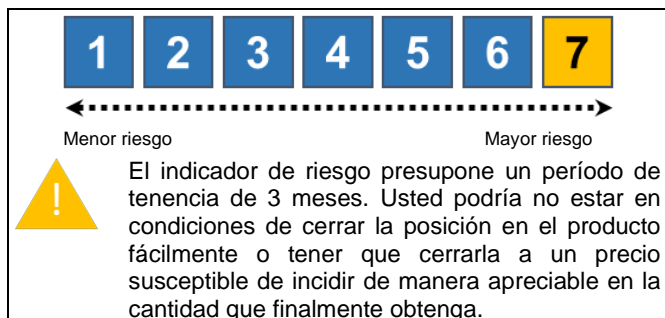 1 2 3 4 5 6 7
Menor riesgo Mayor riesgo
!
El indicador de riesgo presupone un período de
tenencia de 3 meses. Usted podría no estar en
condiciones de cerrar la posición en el producto
fácilmente o tener que cerrarla a un precio
susceptible de incidir de manera apreciable en la
cantidad que finalmente obtenga.